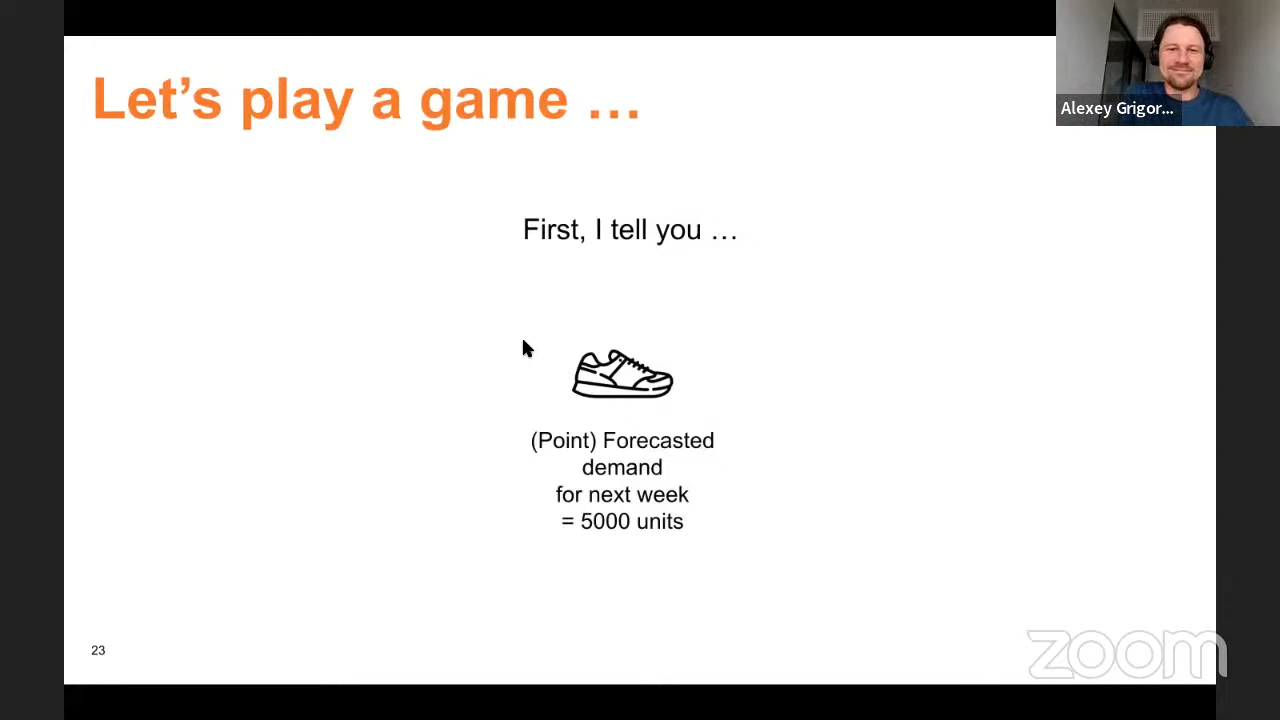 Let's play a game …
Alexey Grigor...
First, I tell you …
(Point) Forecasted
demand
for next week
= 5000 units
23
zoom